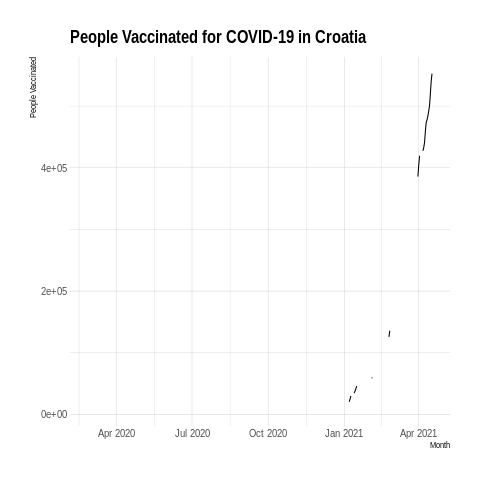 People Vaccinated for COVID-19 in Croatia
People Vaccinated
4e+05
2e+05
0e+00
Apr 2020 Jul 2020 Oct 2020 Jan 2021 Apr 2021
Month